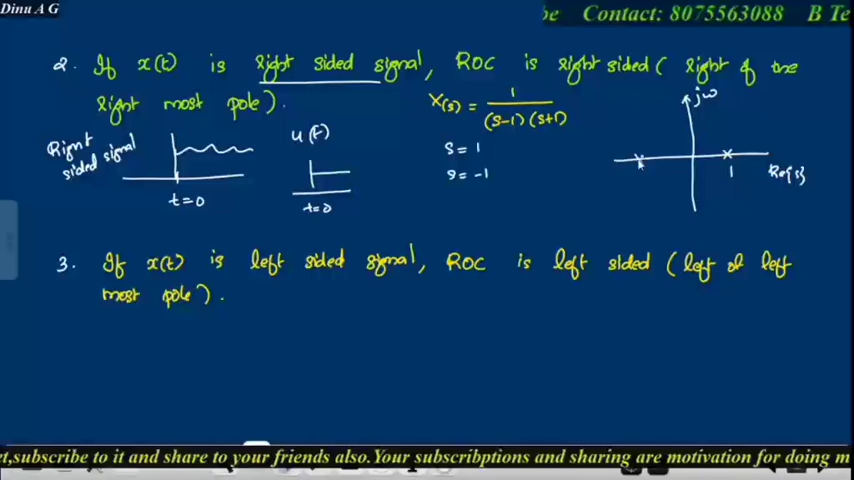 Dinu A G
be Contact: 8075563088 B Te
2. If x(t) is right sided signal, ROC is right sided ( right of the
right most pole).
X(s) = 1 / (s-1) (s+1)
jω
Right sided signal
u(t)
s = 1
s = -1
1
Re{s}
t=0
t=0
3. If x(t) is left sided signal, ROC is left sided ( left of left
most pole).
et,subscribe to it and share to your friends also.Your subscribptions and sharing are motivation for doing m